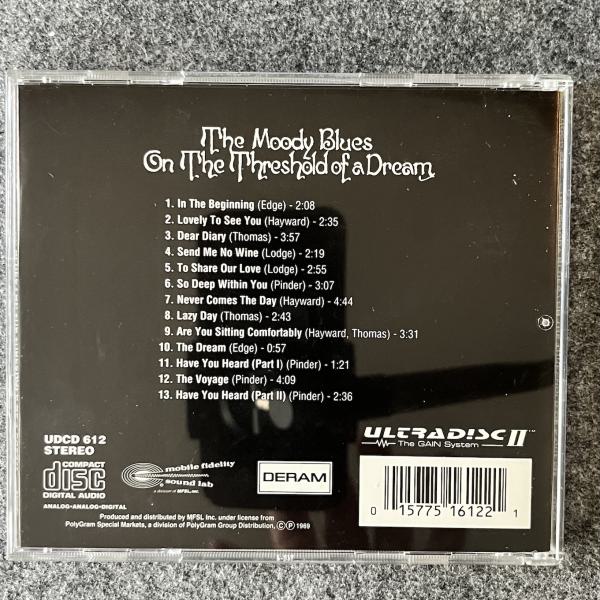 The Moody Blues
On The Threshold of a Dream
1. In The Beginning (Edge) - 2:08
2. Lovely To See You (Hayward) - 2:35
3. Dear Diary (Thomas) - 3:57
4. Send Me No Wine (Lodge) - 2:19
5. To Share Our Love (Lodge) - 2:55
6. So Deep Within You (Pinder) - 3:07
7. Never Comes The Day (Hayward) - 4:44
8. Lazy Day (Thomas) - 2:43
9. Are You Sitting Comfortably (Hayward, Thomas) - 3:31
10. The Dream (Edge) - 0:57
11. Have You Heard (Part I) (Pinder) - 1:21
12. The Voyage (Pinder) - 4:09
13. Have You Heard (Part II) (Pinder) - 2:36
UDCD 612
STEREO
COMPACT
disc
DIGITAL AUDIO
ANALOG-ANALOG-DIGITAL
mobile fidelity
sound lab
a division of MFSL, Inc.
DERAM
ULTRADISC II™
The GAIN System
0 15775 16122 1
Produced and distributed by MFSL Inc. under license from
PolyGram Special Markets, a division of PolyGram Group Distribution, Ⓒ Ⓟ 1969